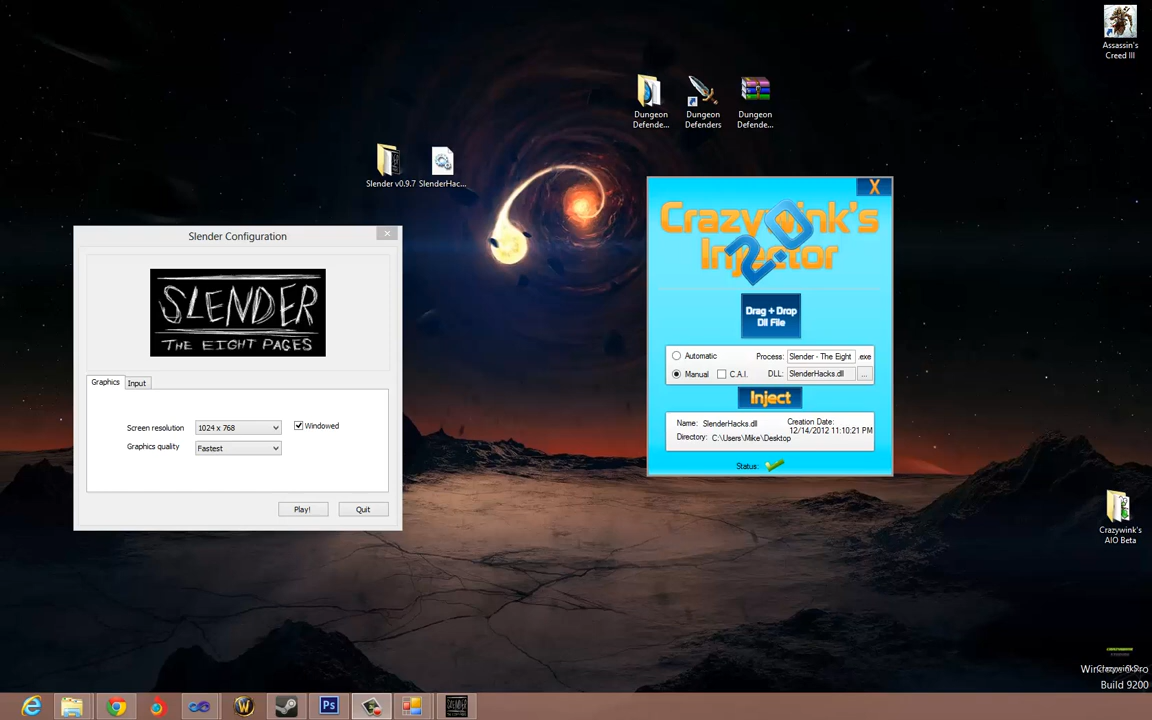 Assassin's
Creed III
Dungeon
Defende...
Dungeon
Defenders
Dungeon
Defende...
Slender v0.9.7
SlenderHac...
Slender Configuration
SLENDER
THE EIGHT PAGES
Graphics
Input
Screen resolution
1024 x 768
Windowed
Graphics quality
Fastest
Play!
Quit
X
Crazywink's
Injector
2.0
Drag + Drop
Dll File
Automatic
Process:
Slender - The Eight
.exe
Manual
C.A.I.
DLL:
SlenderHacks.dll
...
Inject
Name:
SlenderHacks.dll
Creation Date:
12/14/2012 11:10:21 PM
Directory:
C:\Users\Mike\Desktop
Status:
Crazywink's
AIO Beta
Build 9200
Ps
SLENDER